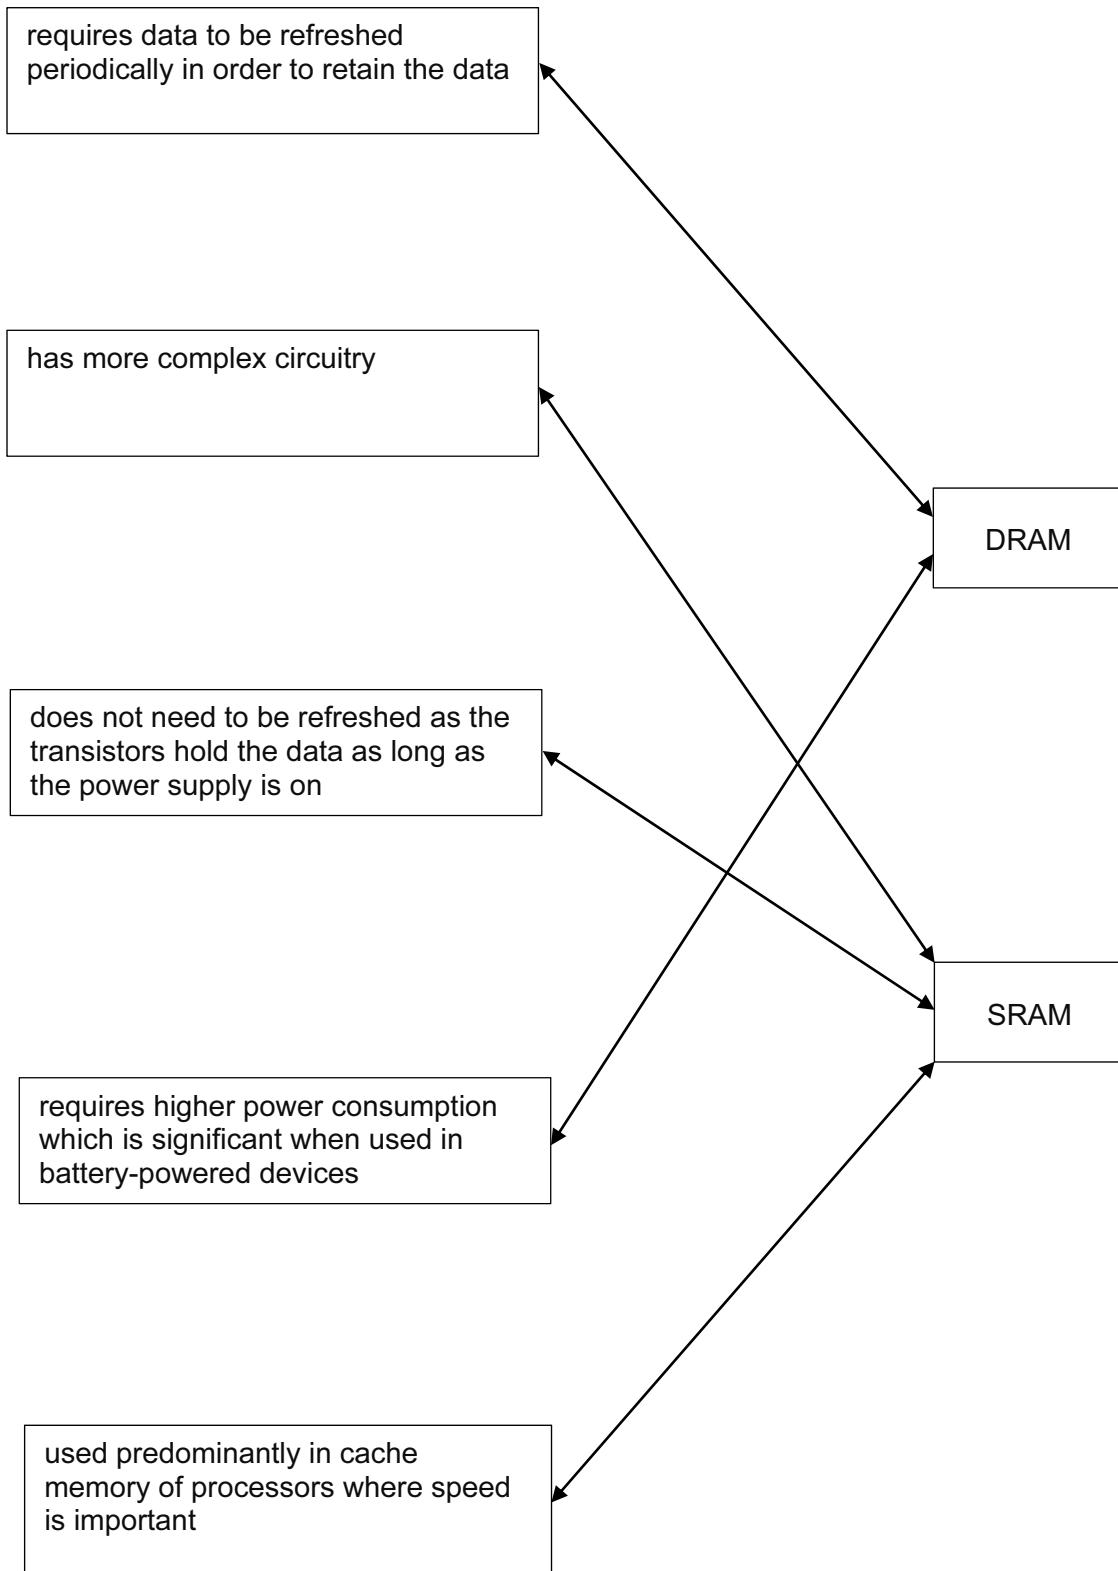 requires data to be refreshed
periodically in order to retain the data
has more complex circuitry
DRAM
does not need to be refreshed as the
transistors hold the data as long as
the power supply is on
SRAM
requires higher power consumption
which is significant when used in
battery-powered devices
used predominantly in cache
memory of processors where speed
is important